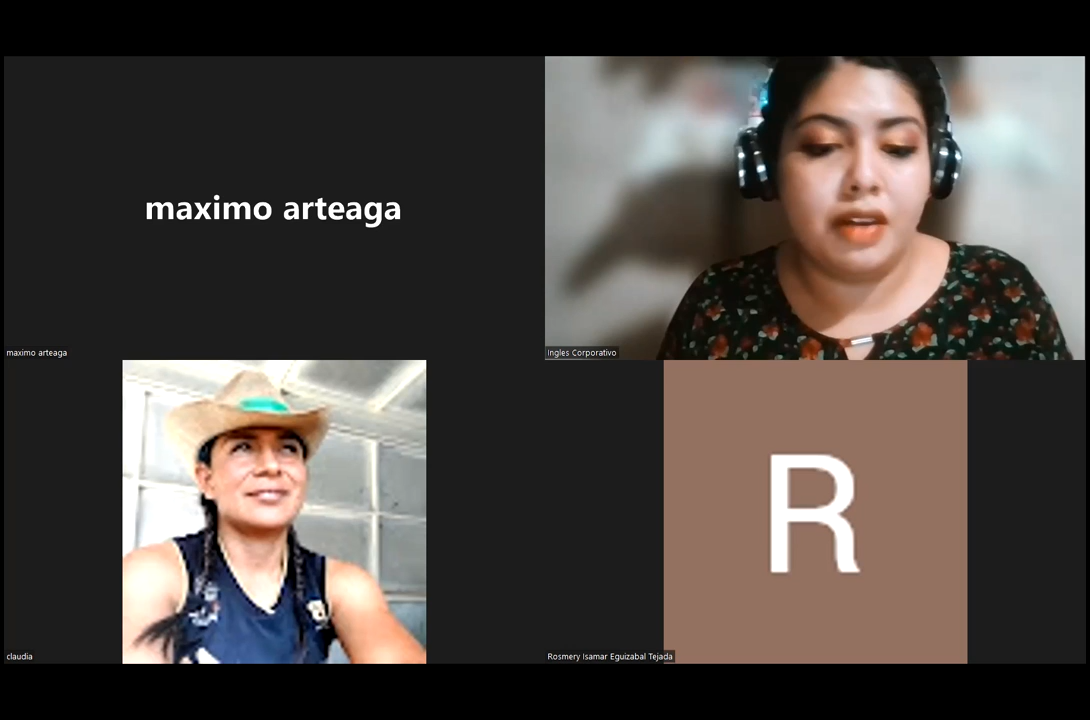 maximo arteaga
maximo arteaga
Ingles Corporativo
claudia
R
Rosmery Isamar Eguizabal Tejada